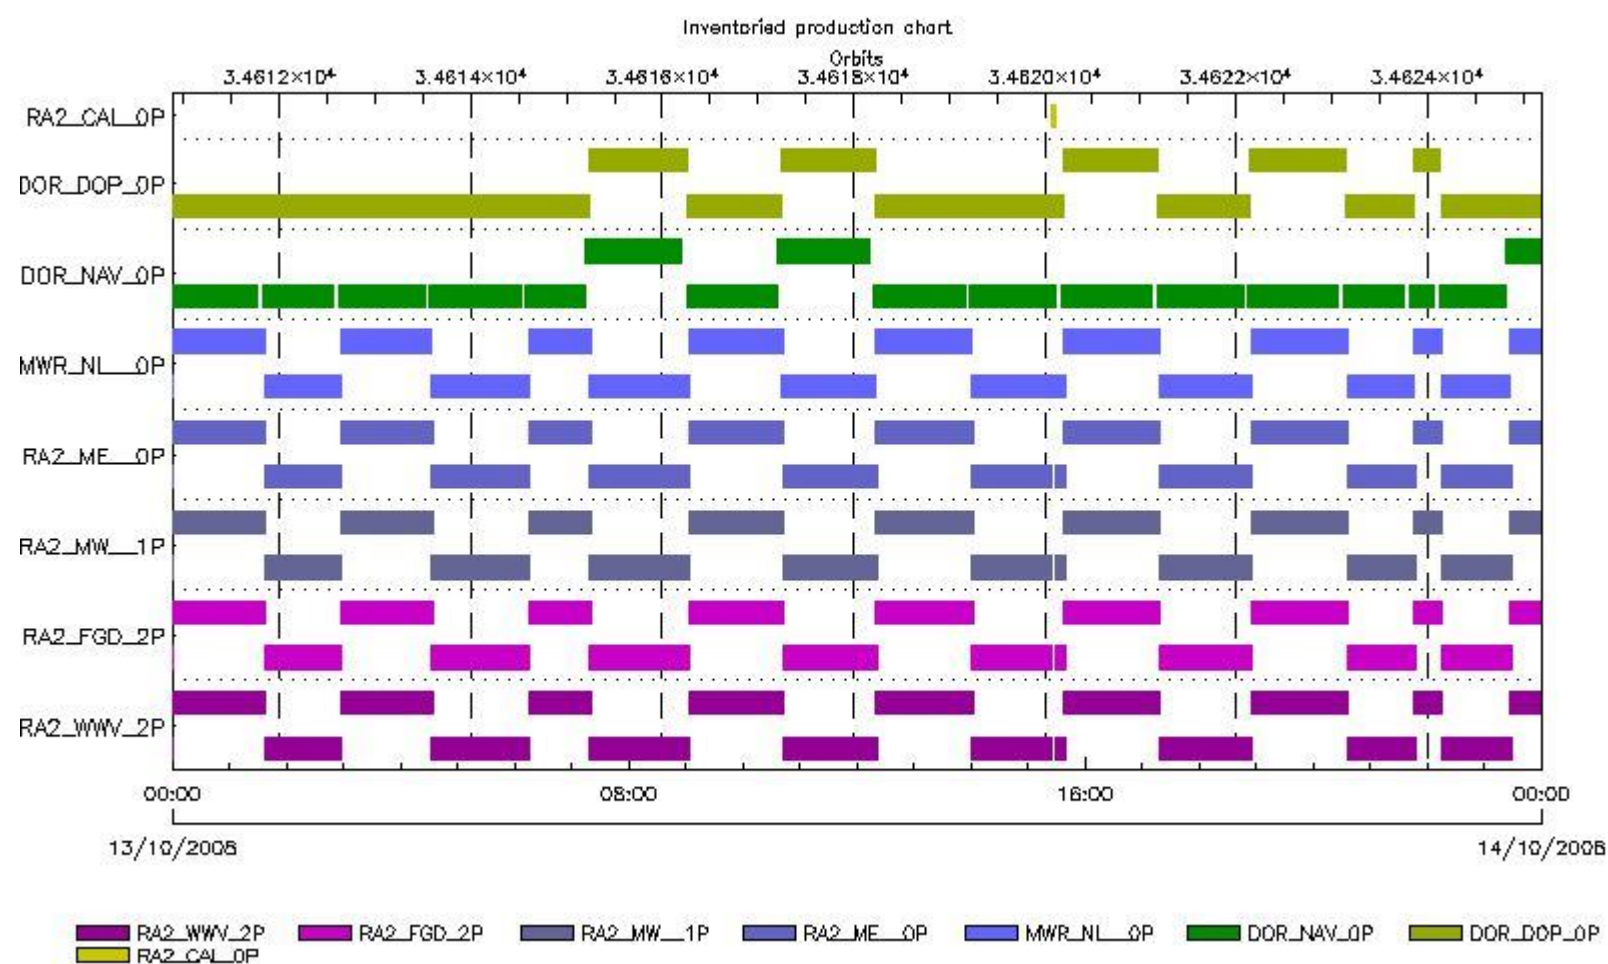 Inventoried production chart
Orbits
3.4612×10⁴ 3.4614×10⁴ 3.4616×10⁴ 3.4618×10⁴ 3.4620×10⁴ 3.4622×10⁴ 3.4624×10⁴
RA2_CAL_0P
DOR_DOP_0P
DOR_NAV_0P
MWR_NL__0P
RA2_ME__0P
RA2_MW__1P
RA2_FGD_2P
RA2_WWV_2P
00:00 08:00 16:00 00:00
13/10/2008 14/10/2008
RA2_WWV_2P RA2_FGD_2P RA2_MW__1P RA2_ME__0P MWR_NL__0P DOR_NAV_0P DOR_DOP_0P
RA2_CAL_0P